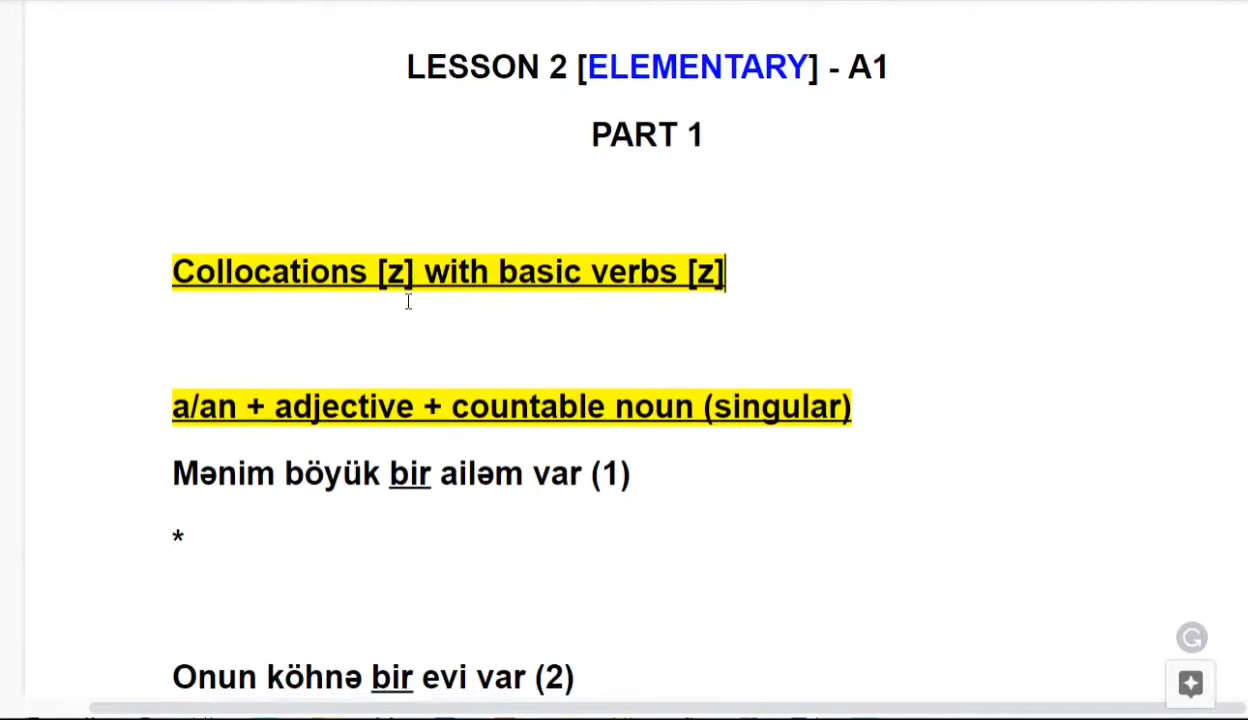 LESSON 2 [ELEMENTARY] - A1
PART 1
Collocations [z] with basic verbs [z]
a/an + adjective + countable noun (singular)
Mənim böyük bir ailəm var (1)
*
Onun köhnə bir evi var (2)